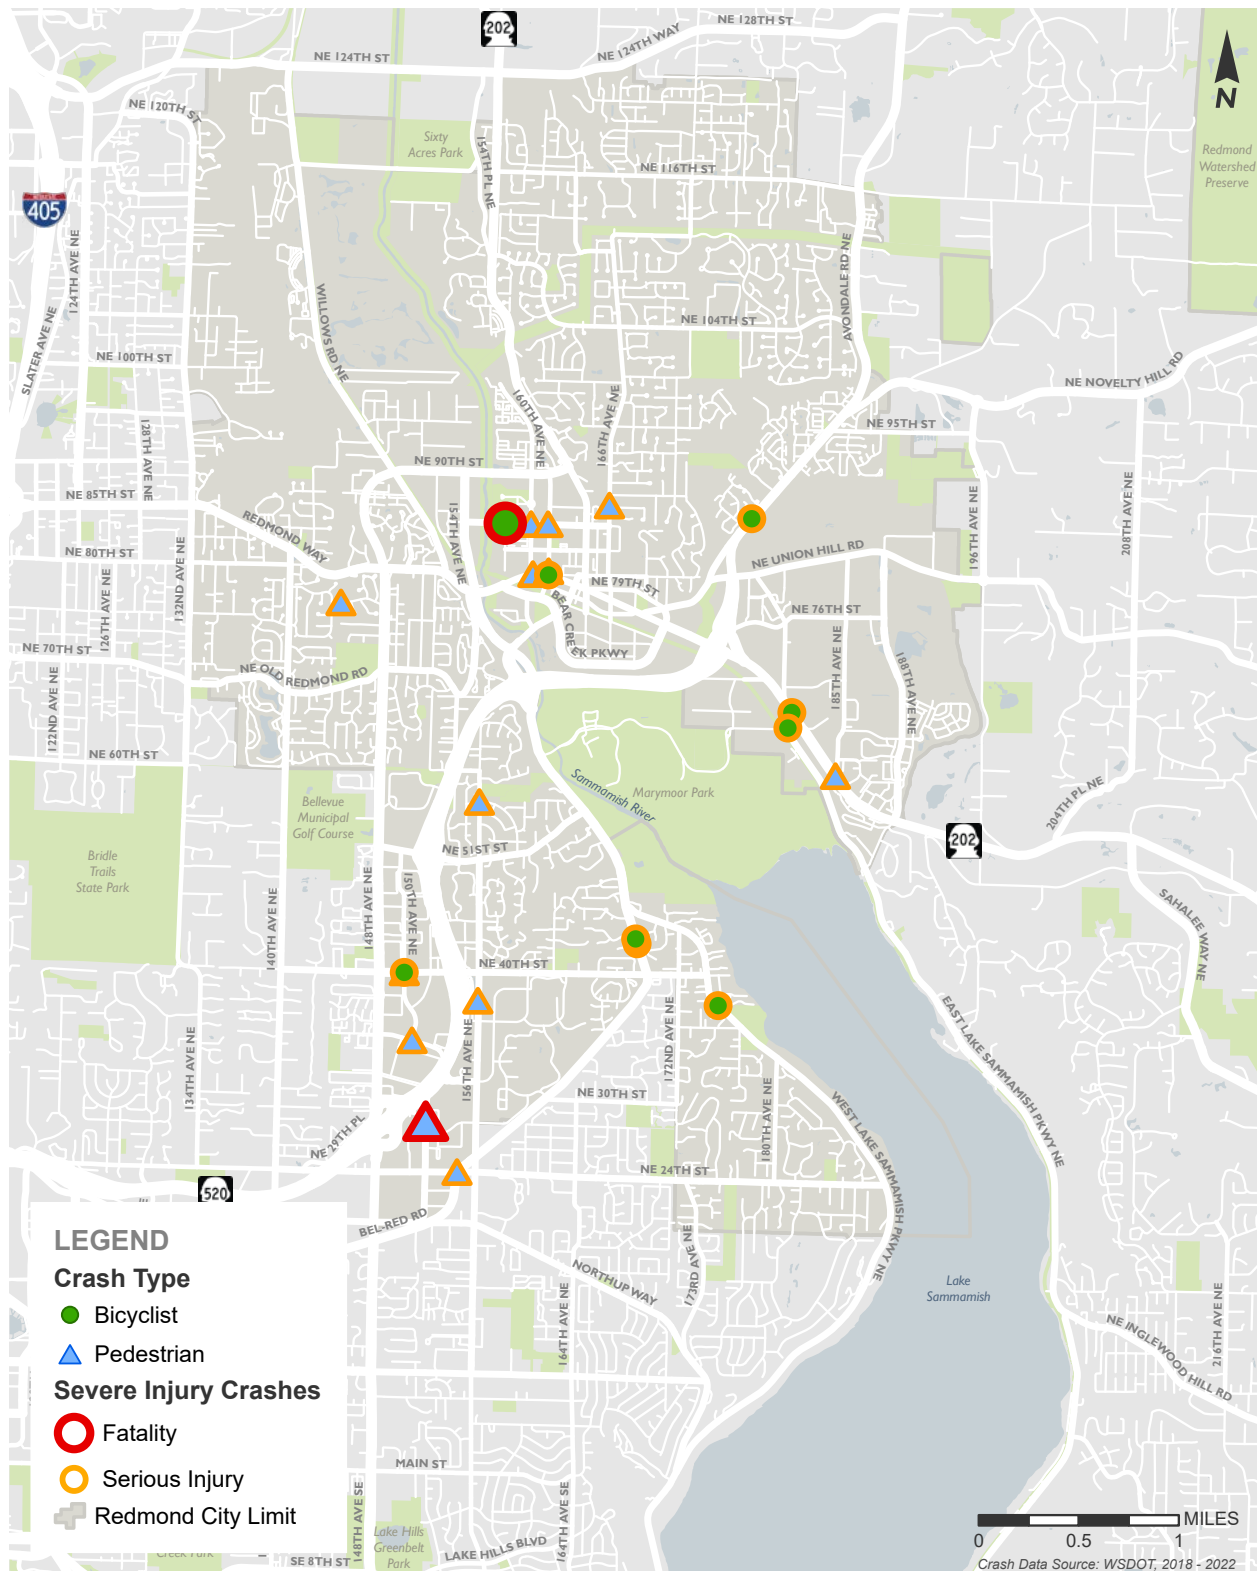 202
NE 128TH ST
NE 124TH WAY
NE 124TH ST
N
NE 120TH ST
Sixty
Acres Park
154TH PL NE
NE 116TH ST
Redmond
Watershed
Preserve
405
124TH AVE NE
AVONDALE RD NE
WILLOWS RD NE
SLATER AVE NE
NE 104TH ST
NE 100TH ST
NE NOVELTY HILL RD
160TH AVE NE
166TH AVE NE
128TH AVE NE
NE 95TH ST
NE 90TH ST
NE 85TH ST
154TH AVE NE
196TH AVE NE
208TH AVE NE
REDMOND WAY
NE 80TH ST
132ND AVE NE
126TH AVE NE
NE UNION HILL RD
NE 79TH ST
NE 76TH ST
BEAR CREEK PKWY
185TH AVE NE
188TH AVE NE
NE 70TH ST
NE OLD REDMOND RD
122ND AVE NE
NE 60TH ST
Sammamish River
Marymoor Park
204TH PL NE
Bellevue
Municipal
Golf Course
202
NE 51ST ST
Bridle
Trails
State Park
150TH AVE NE
148TH AVE NE
140TH AVE NE
SAHALEE WAY NE
NE 40TH ST
134TH AVE NE
156TH AVE NE
172ND AVE NE
EAST LAKE SAMMAMISH PKWY NE
NE 30TH ST
180TH AVE NE
WEST LAKE SAMMAMISH PKWY NE
NE 29TH PL
NE 24TH ST
520
BEL-RED RD
173RD AVE NE
NORTHUP WAY
Lake
Sammamish
164TH AVE NE
216TH AVE NE
NE INGLEWOOD HILL RD
LEGEND
Crash Type
Bicyclist
Pedestrian
Severe Injury Crashes
Fatality
Serious Injury
Redmond City Limit
MAIN ST
148TH AVE SE
164TH AVE SE
Lake Hills
Greenbelt
Park
LAKE HILLS BLVD
SE 8TH ST
Creek Park
MILES
0 0.5 1
Crash Data Source: WSDOT, 2018 - 2022